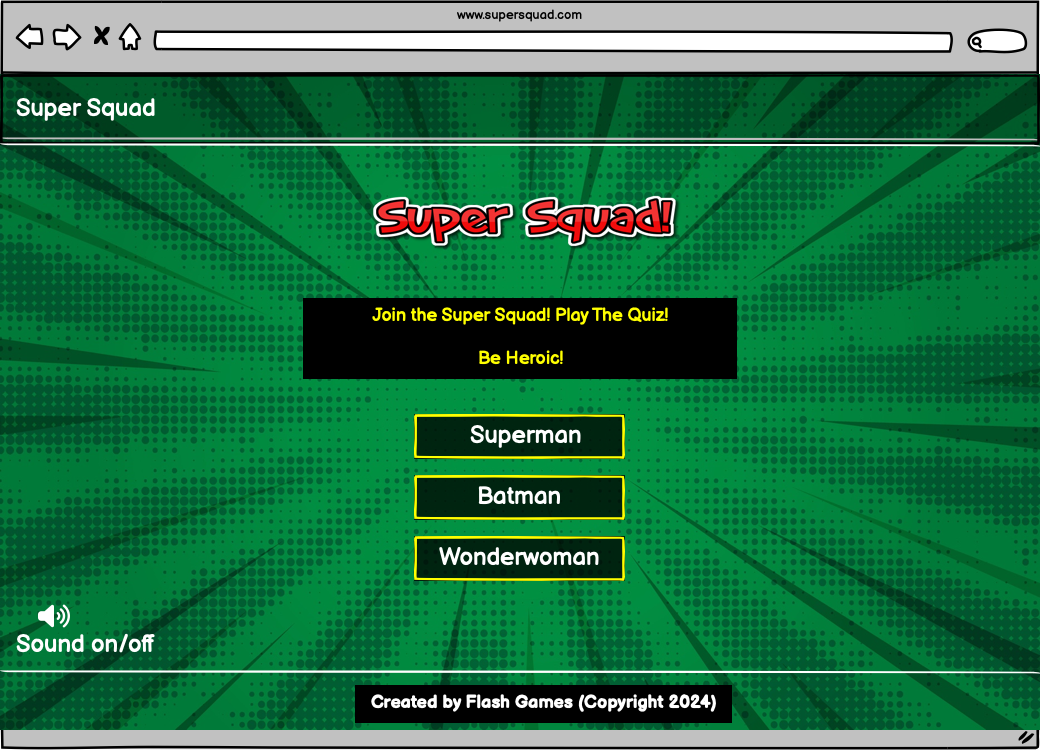 www.supersquad.com
Super Squad
Super Squad!
Join the Super Squad! Play The Quiz!
Be Heroic!
Superman
Batman
Wonderwoman
Sound on/off
Created by Flash Games (Copyright 2024)